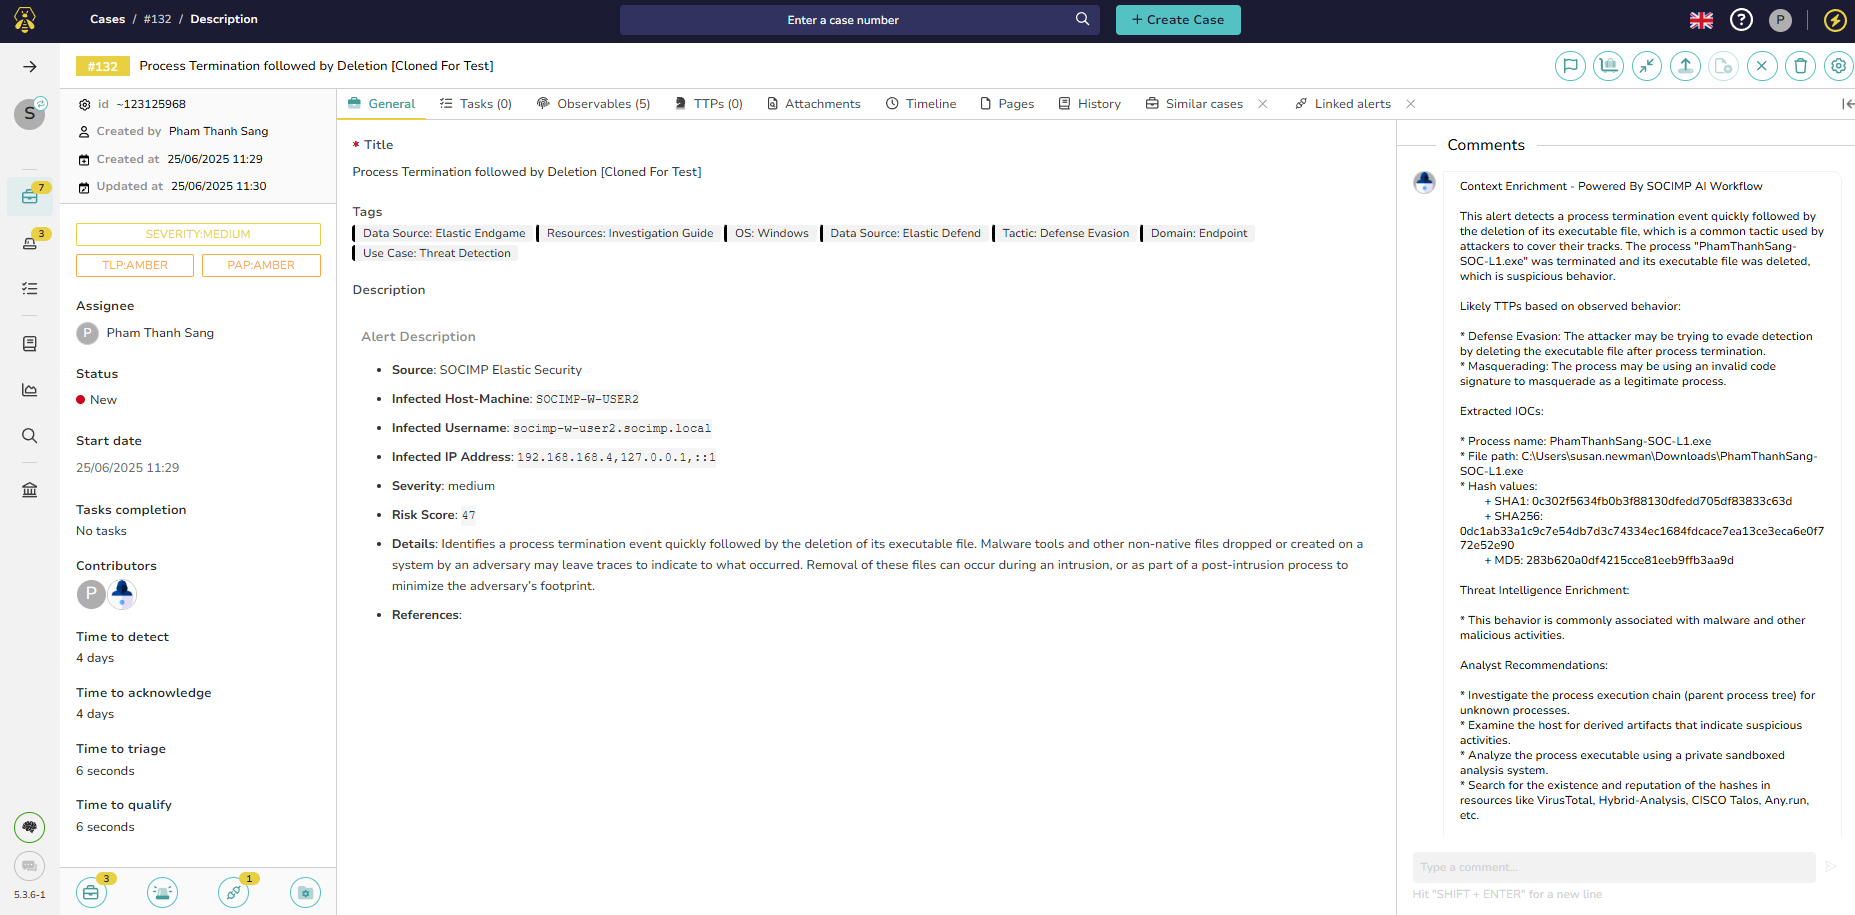 Cases / #132 / Description
Enter a case number
+ Create Case
P
#132 Process Termination followed by Deletion [Cloned For Test]
S
7
3
5.3.6-1
id ~123125968
Created by Pham Thanh Sang
Created at 25/06/2025 11:29
Updated at 25/06/2025 11:30
SEVERITY:MEDIUM
TLP:AMBER PAP:AMBER
Assignee
P Pham Thanh Sang
Status
New
Start date
25/06/2025 11:29
Tasks completion
No tasks
Contributors
P
Time to detect
4 days
Time to acknowledge
4 days
Time to triage
6 seconds
Time to qualify
6 seconds
3 1
General Tasks (0) Observables (5) TTPs (0) Attachments Timeline Pages History Similar cases Linked alerts
* Title
Process Termination followed by Deletion [Cloned For Test]
Tags
Data Source: Elastic Endgame Resources: Investigation Guide OS: Windows Data Source: Elastic Defend Tactic: Defense Evasion Domain: Endpoint
Use Case: Threat Detection
Description
Alert Description
• Source: SOCIMP Elastic Security
• Infected Host-Machine: SOCIMP-W-USER2
• Infected Username: socimp-w-user2.socimp.local
• Infected IP Address: 192.168.168.4,127.0.0.1,::1
• Severity: medium
• Risk Score: 47
• Details: Identifies a process termination event quickly followed by the deletion of its executable file. Malware tools and other non-native files dropped or created on a
system by an adversary may leave traces to indicate to what occurred. Removal of these files can occur during an intrusion, or as part of a post-intrusion process to
minimize the adversary's footprint.
• References:
Comments
Context Enrichment - Powered By SOCIMP AI Workflow
This alert detects a process termination event quickly followed by
the deletion of its executable file, which is a common tactic used by
attackers to cover their tracks. The process "PhamThanhSang-
SOC-L1.exe" was terminated and its executable file was deleted,
which is suspicious behavior.
Likely TTPs based on observed behavior:
* Defense Evasion: The attacker may be trying to evade detection
by deleting the executable file after process termination.
* Masquerading: The process may be using an invalid code
signature to masquerade as a legitimate process.
Extracted IOCs:
* Process name: PhamThanhSang-SOC-L1.exe
* File path: C:\Users\susan.newman\Downloads\PhamThanhSang-
SOC-L1.exe
* Hash values:
+ SHA1: 0c302f5634fb0b3f88130dfedd705df83833c63d
+ SHA256:
0dc1ab33a1c9c7e54db7d3c74334ec1684fdcace7ea13ce3eca6e0f7
72e52e90
+ MD5: 283b620a0df4215cce81eeb9ffb3aa9d
Threat Intelligence Enrichment:
* This behavior is commonly associated with malware and other
malicious activities.
Analyst Recommendations:
* Investigate the process execution chain (parent process tree) for
unknown processes.
* Examine the host for derived artifacts that indicate suspicious
activities.
* Analyze the process executable using a private sandboxed
analysis system.
* Search for the existence and reputation of the hashes in
resources like VirusTotal, Hybrid-Analysis, CISCO Talos, Any.run,
etc.
Type a comment...
Hit "SHIFT + ENTER" for a new line